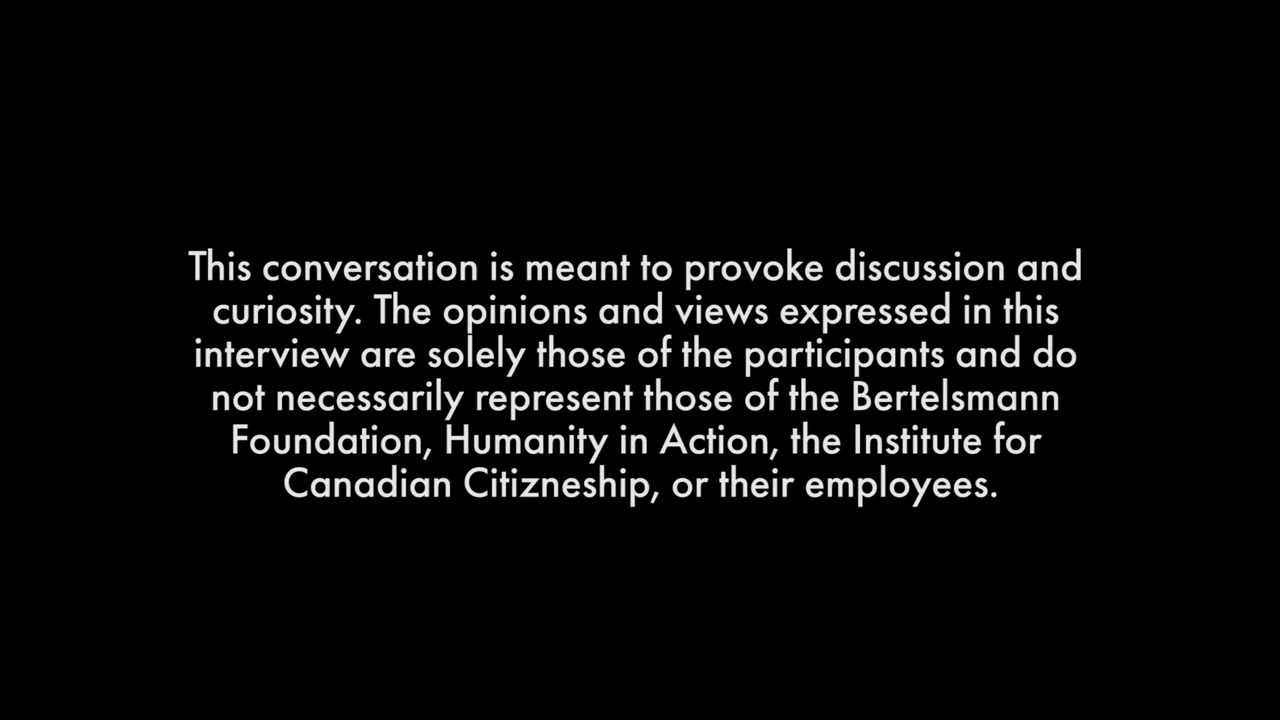 This conversation is meant to provoke discussion and
curiosity. The opinions and views expressed in this
interview are solely those of the participants and do
not necessarily represent those of the Bertelsmann
Foundation, Humanity in Action, the Institute for
Canadian Citizneship, or their employees.